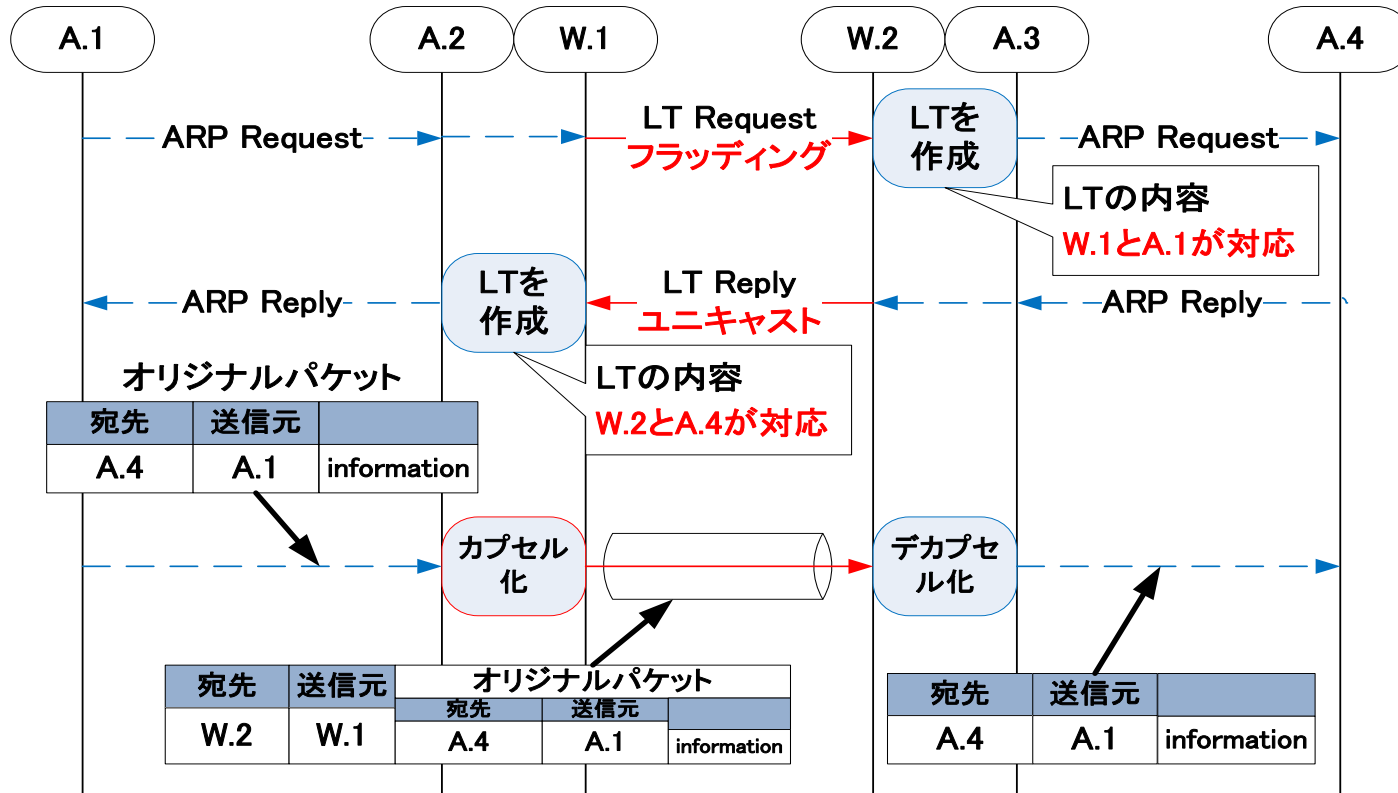 A.1
A.2
W.1
W.2
A.3
A.4
ARP Request
LT Request
フラッディング
LTを
作成
ARP Request
LTの内容
W.1とA.1が対応
ARP Reply
LTを
作成
LT Reply
ユニキャスト
ARP Reply
LTの内容
W.2とA.4が対応
オリジナルパケット
宛先 送信元
A.4 A.1 information
カプセル
化
デカプセ
ル化
宛先 送信元 オリジナルパケット
宛先 送信元
W.2 W.1 A.4 A.1 information
宛先 送信元
A.4 A.1 information